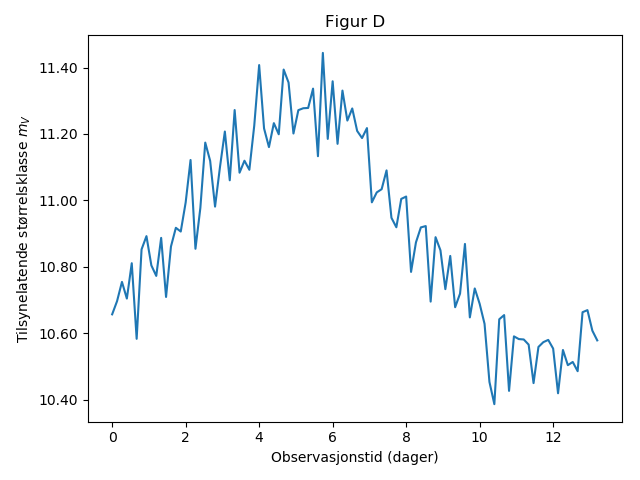 Figur D
Tilsynelatende størrelsklasse $m_V$
11.40
11.20
11.00
10.80
10.60
10.40
0 2 4 6 8 10 12
Observasjonstid (dager)